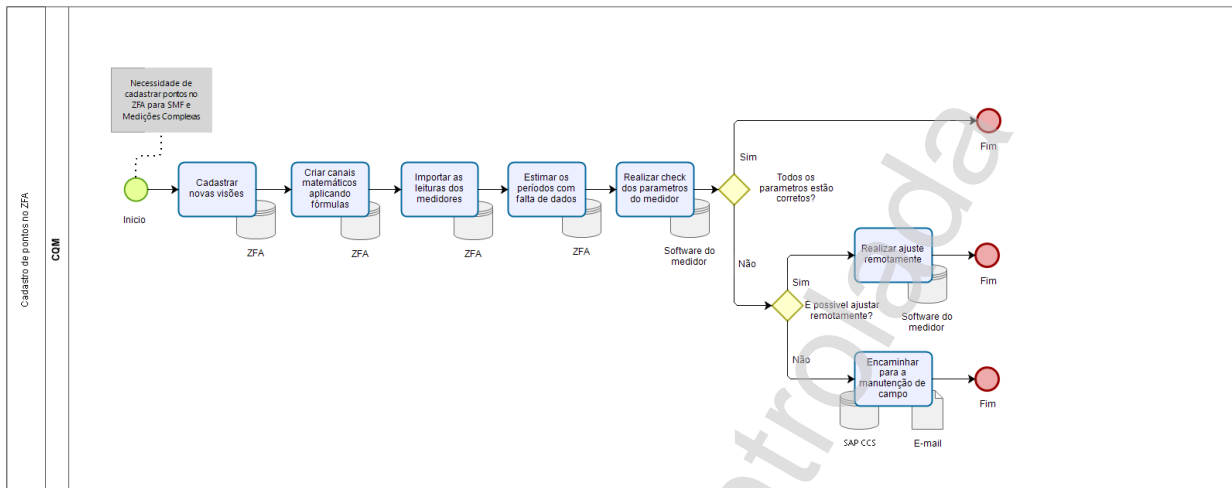 Cadastro de pontos no ZFA
CQM
Necessidade de
cadastrar pontos no
ZFA para SMF e
Medições Complexas
Inicio
Cadastrar
novas visões
ZFA
Criar canais
matemáticos
aplicando
fórmulas
ZFA
Importar as
leituras dos
medidores
ZFA
Estimar os
períodos com
falta de dados
ZFA
Realizar check
dos parametros
do medidor
Software do
medidor
Sim
Todos os
parametros estão
corretos?
Fim
Não
Sim
E possivel ajustar
remotamente?
Realizar ajuste
remotamente
Software do
medidor
Fim
Não
Encaminhar
para a
manutenção de
campo
SAP CCS
E-mail
Fim
ntrolada